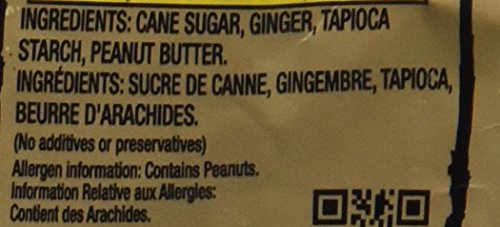 INGREDIENTS: CANE SUGAR, GINGER, TAPIOCA
STARCH, PEANUT BUTTER.
INGRÉDIENTS: SUCRE DE CANNE, GINGEMBRE, TAPIOCA,
BEURRE D'ARACHIDES.
(No additives or preservatives)
Allergen information: Contains Peanuts.
Information Relative aux Allergies:
Contient des Arachides.